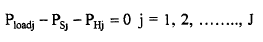 P_loadj − P_Sj − P_Hj = 0 j = 1, 2, ........, J